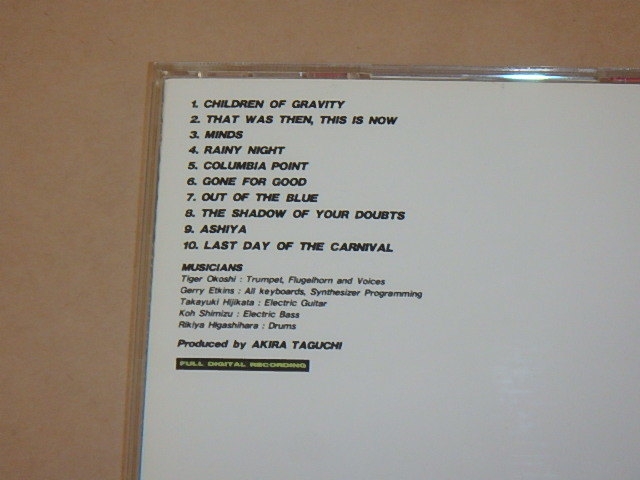 1. CHILDREN OF GRAVITY
2. THAT WAS THEN, THIS IS NOW
3. MINDS
4. RAINY NIGHT
5. COLUMBIA POINT
6. GONE FOR GOOD
7. OUT OF THE BLUE
8. THE SHADOW OF YOUR DOUBTS
9. ASHIYA
10. LAST DAY OF THE CARNIVAL
MUSICIANS
Tiger Okoshi : Trumpet, Flugelhorn and Voices
Gerry Etkins : All keyboards, Synthesizer Programming
Takayuki Hijikata : Electric Guitar
Koh Shimizu : Electric Bass
Rikiya Higashihara : Drums
Produced by AKIRA TAGUCHI
FULL DIGITAL RECORDING